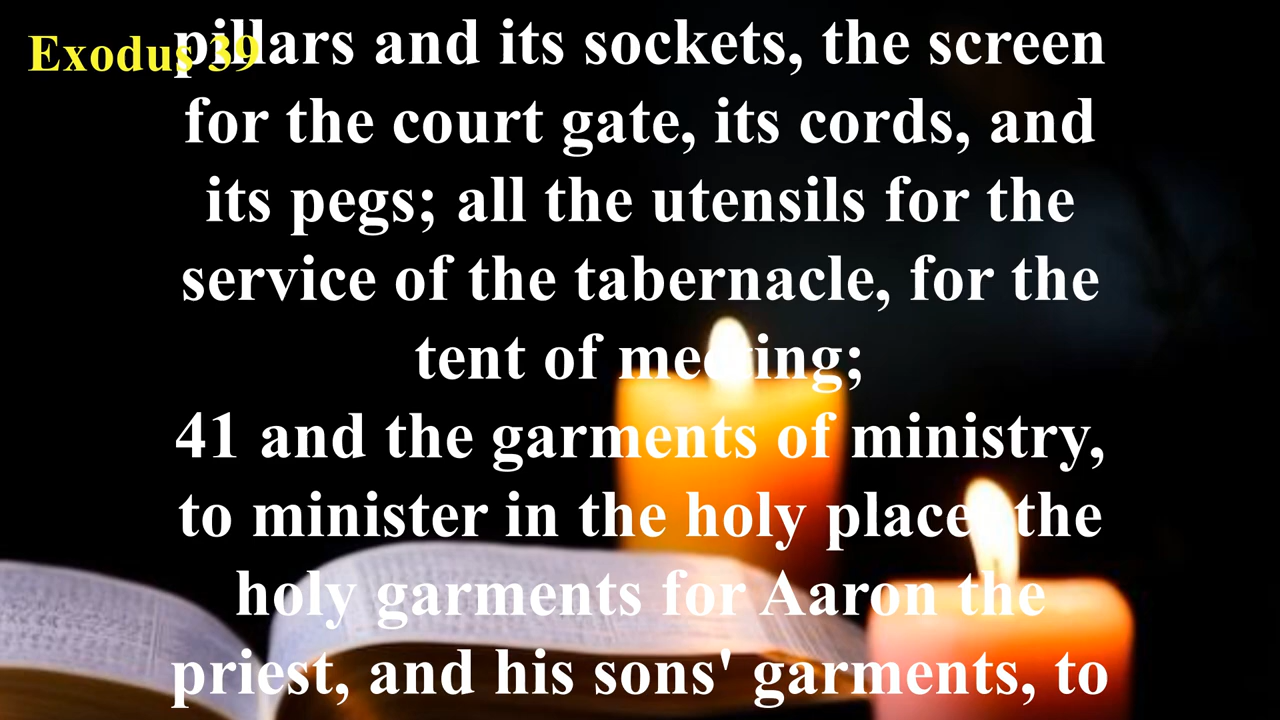 Exodus 39
pillars and its sockets, the screen
for the court gate, its cords, and
its pegs; all the utensils for the
service of the tabernacle, for the
tent of meeting;
41 and the garments of ministry,
to minister in the holy place, the
holy garments for Aaron the
priest, and his sons' garments, to